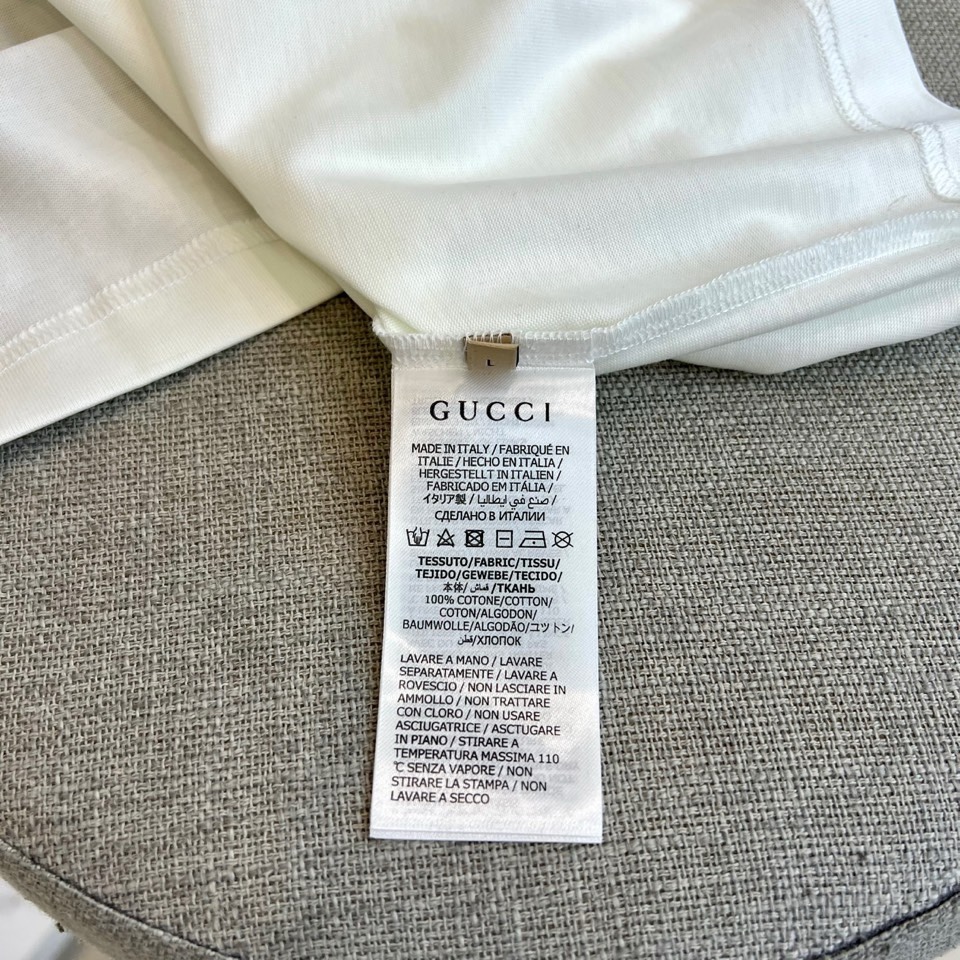 L
GUCCI
MADE IN ITALY / FABRIQUÉ EN
ITALIE / HECHO EN ITALIA /
HERGESTELLT IN ITALIEN /
FABRICADO EM ITÁLIA /
イタリア製 / صنع في ايطاليا /
СДЕЛАНО В ИТАЛИИ
TESSUTO/FABRIC/TISSU/
TEJIDO/GEWEBE/TECIDO/
本体/ قماش /ТКАНЬ
100% COTONE/COTTON/
COTON/ALGODON/
BAUMWOLLE/ALGODÃO/ユツトン/
قطن/ХЛОПОК
LAVARE A MANO / LAVARE
SEPARATAMENTE / LAVARE A
ROVESCIO / NON LASCIARE IN
AMMOLLO / NON TRATTARE
CON CLORO / NON USARE
ASCIUGATRICE / ASCTUGARE
IN PIANO / STIRARE A
TEMPERATURA MASSIMA 110
℃ SENZA VAPORE / NON
STIRARE LA STAMPA / NON
LAVARE A SECCO